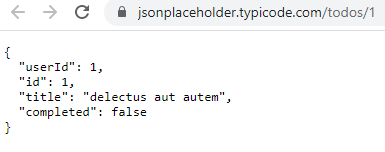 jsonplaceholder.typicode.com/todos/1
{
  "userId": 1,
  "id": 1,
  "title": "delectus aut autem",
  "completed": false
}